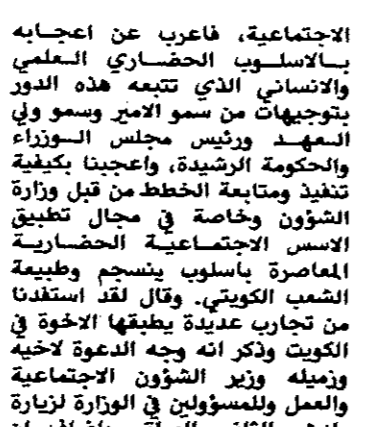 الاجتماعية، فاعرب عن اعجابه
بالاسلوب الحضاري العلمي
والانساني الذي تتبعه هذه الدور
بتوجيهات من سمو الامير وسمو ولي
العهد ورئيس مجلس الوزراء
والحكومة الرشيدة، واعجبنا بكيفية
تنفيذ ومتابعة الخطط من قبل وزارة
الشؤون وخاصة في مجال تطبيق
الاسس الاجتماعية الحضارية
المعاصرة باسلوب ينسجم وطبيعة
الشعب الكويتي. وقال لقد استفدنا
من تجارب عديدة يطبقها الاخوة في
الكويت وذكر انه وجه الدعوة لاخيه
وزميله وزير الشؤون الاجتماعية
والعمل وللمسؤولين في الوزارة لزيارة